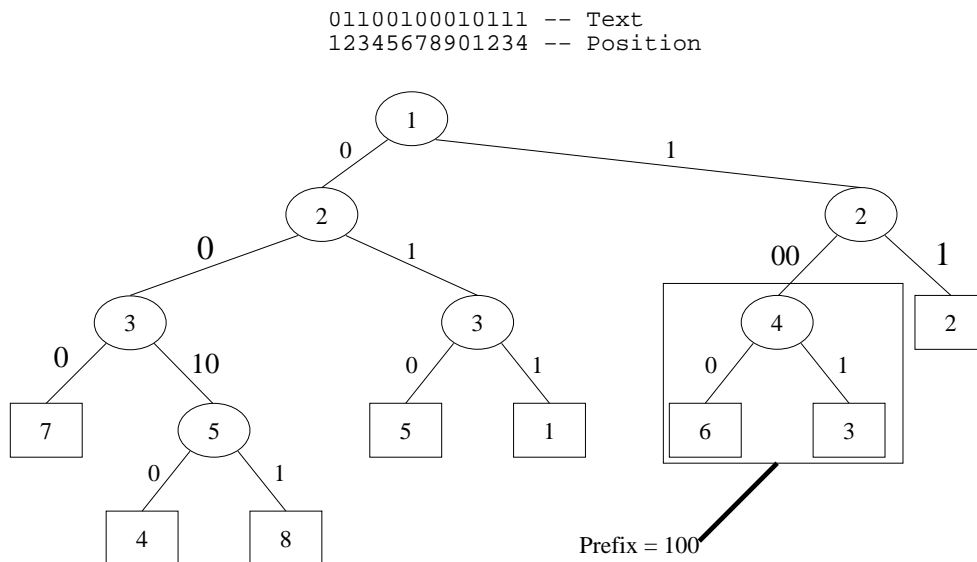 01100100010111 -- Text
12345678901234 -- Position
1
0 1
2 2
0 1 00 1
3 3 4 2
0 10 0 1 0 1
7 5 5 1 6 3
0 1
4 8
Prefix = 100